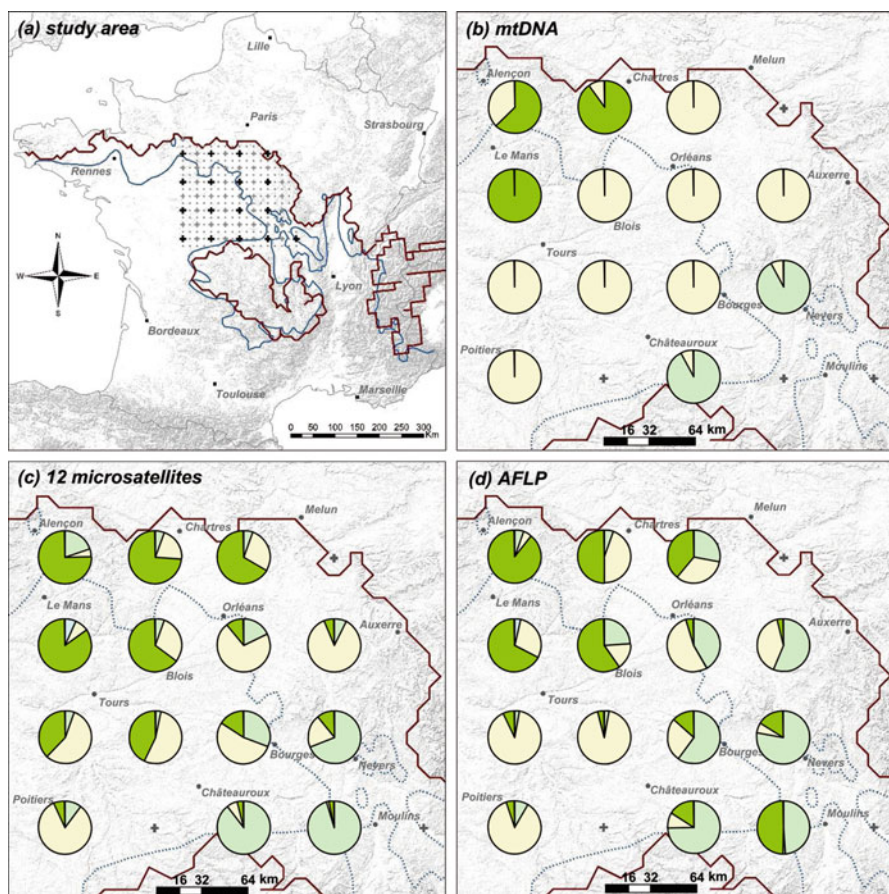 (a) study area
Lille
Paris
Strasbourg
Rennes
N
W
E
S
Lyon
Bordeaux
Toulouse
Marseille
0 50 100 150 200 250 300
Km
(b) mtDNA
Melun
Alençon
Chartres
Le Mans
Orléans
Auxerre
Blois
Tours
Bourges
Nevers
Châteauroux
Poitiers
Moulins
16 32 64 km
(c) 12 microsatellites
Melun
Alençon
Chartres
Le Mans
Orléans
Auxerre
Blois
Tours
Bourges
Nevers
Châteauroux
Poitiers
Moulins
16 32 64 km
(d) AFLP
Melun
Alençon
Chartres
Le Mans
Orléans
Auxerre
Blois
Tours
Bourges
Nevers
Châteauroux
Poitiers
Moulins
16 32 64 km